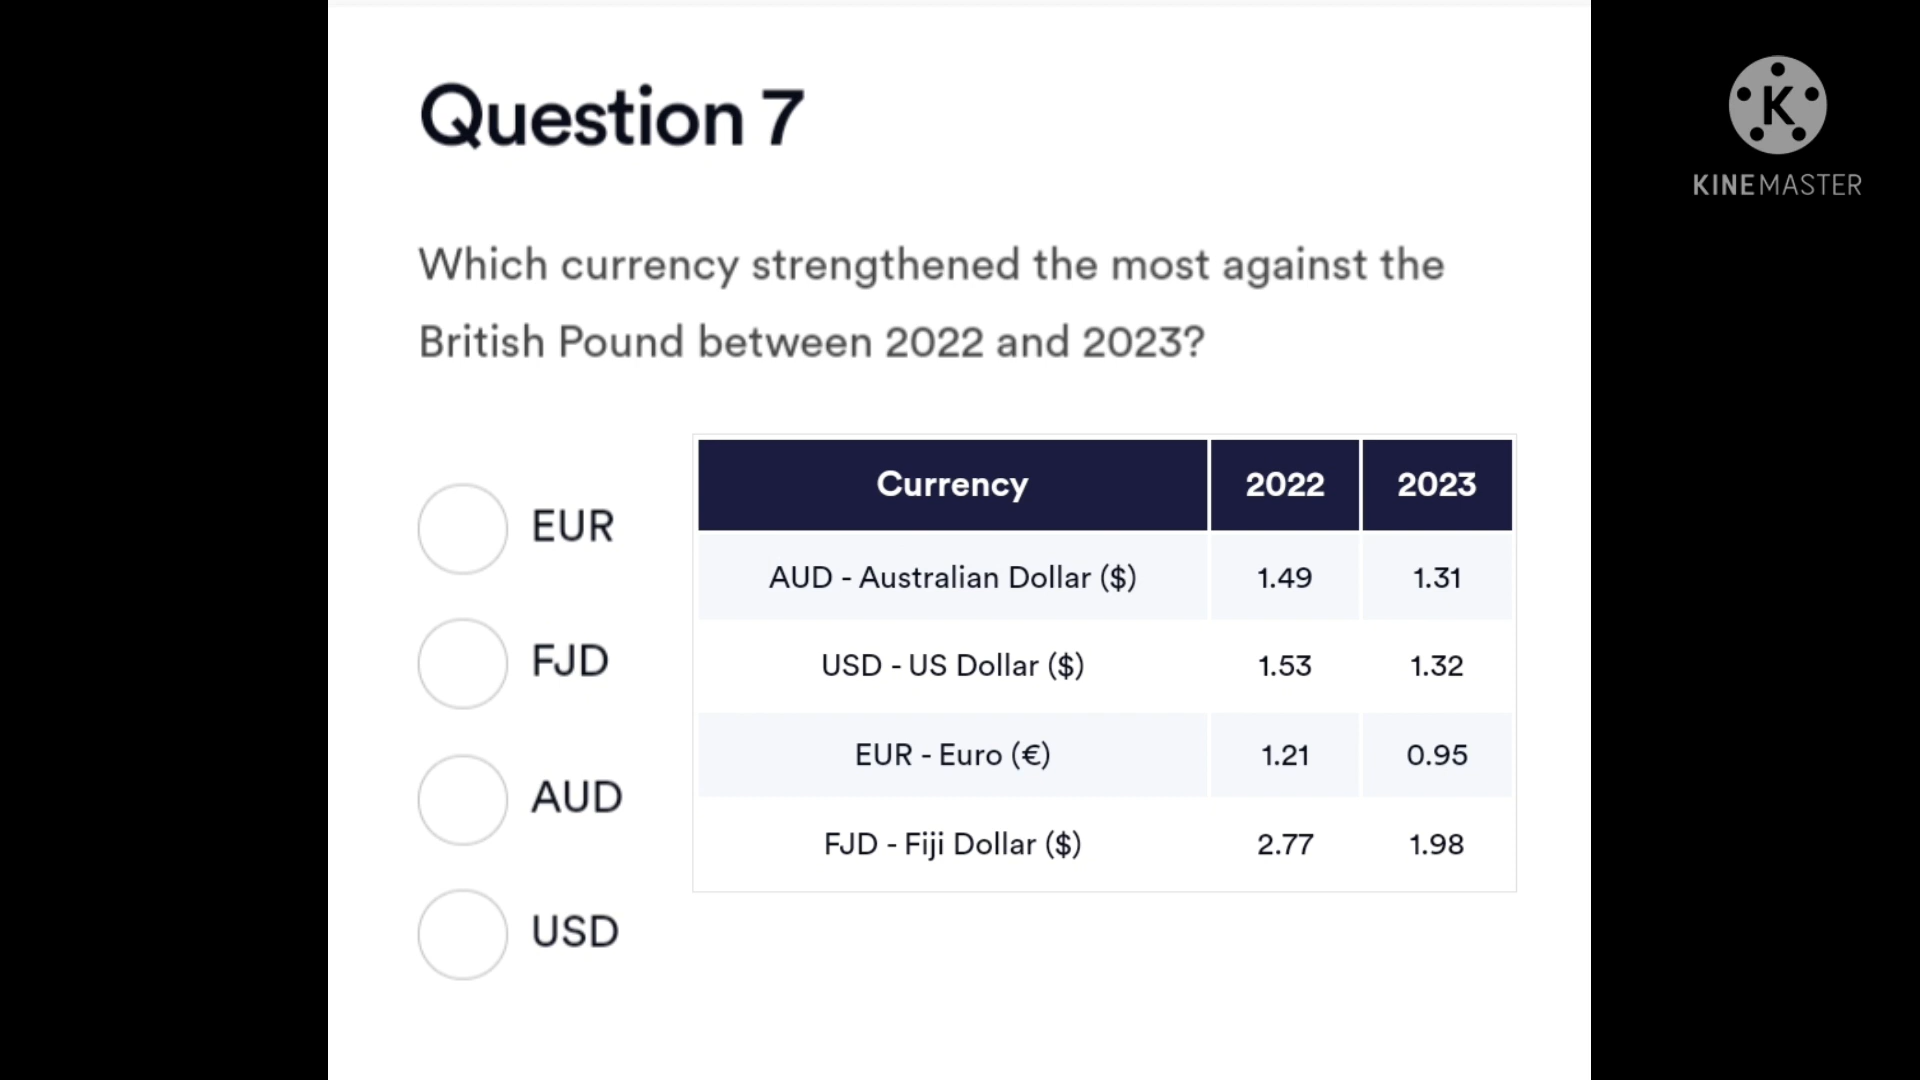 Question 7
Which currency strengthened the most against the
British Pound between 2022 and 2023?
EUR
FJD
AUD
USD
Currency 2022 2023
AUD - Australian Dollar ($) 1.49 1.31
USD - US Dollar ($) 1.53 1.32
EUR - Euro (€) 1.21 0.95
FJD - Fiji Dollar ($) 2.77 1.98
K
KINEMASTER